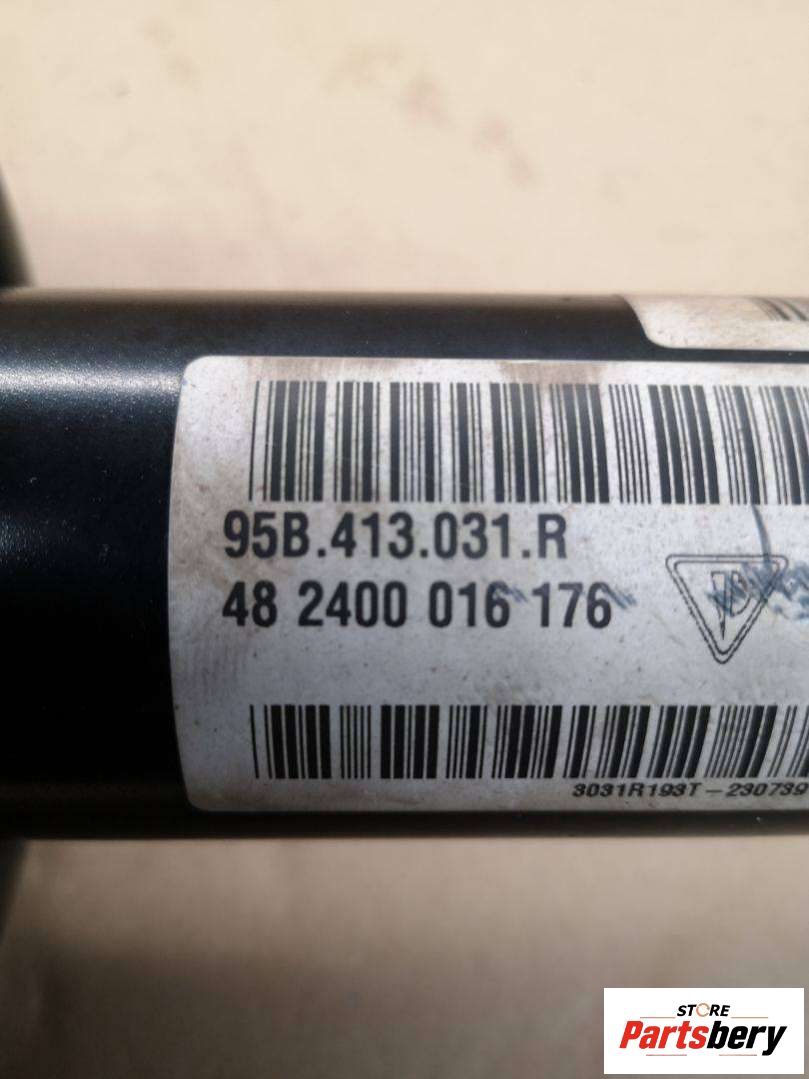 95B.413.031.R
48 2400 016 176
3031R193T-230739
STORE
Partsbery